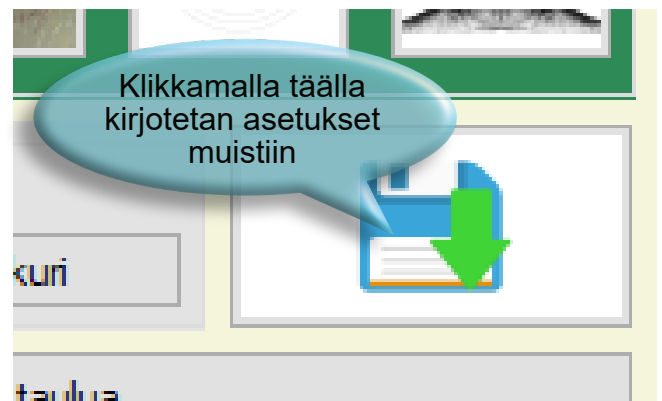 Klikkamalla täälla
kirjotetan asetukset
muistiin
kuri
taulua